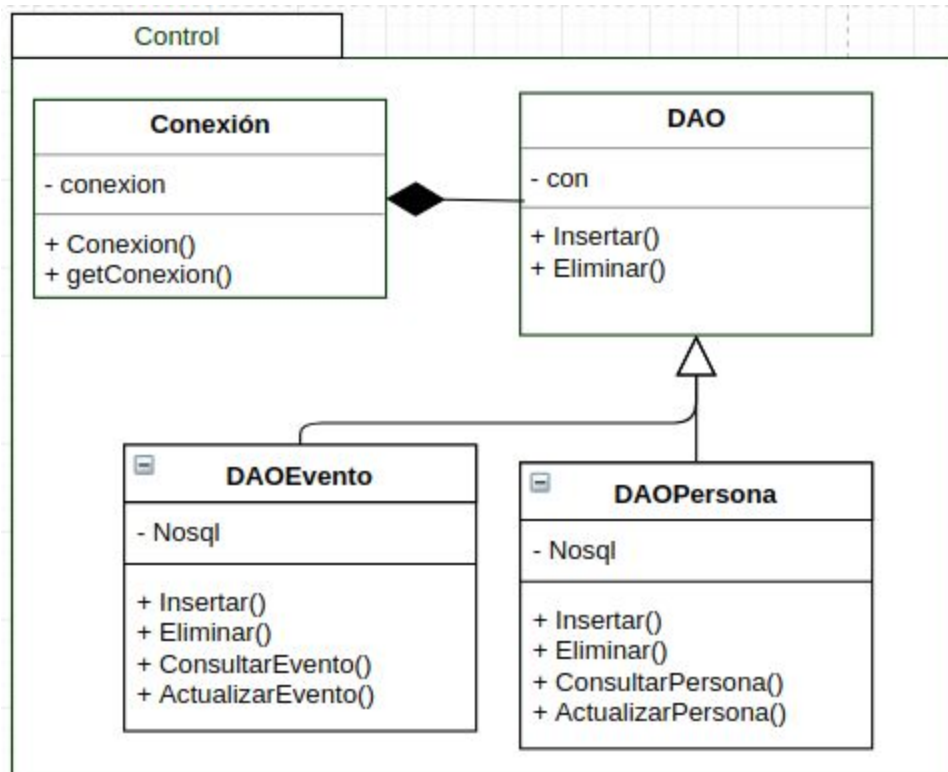 Control
Conexión
- conexion
+ Conexion()
+ getConexion()
DAO
- con
+ Insertar()
+ Eliminar()
DAOEvento
- Nosql
+ Insertar()
+ Eliminar()
+ ConsultarEvento()
+ ActualizarEvento()
DAOPersona
- Nosql
+ Insertar()
+ Eliminar()
+ ConsultarPersona()
+ ActualizarPersona()